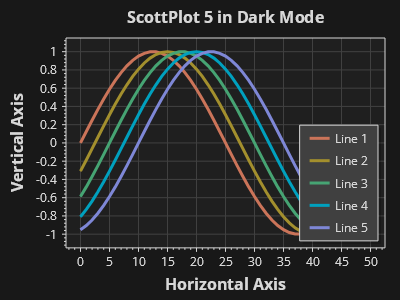 ScottPlot 5 in Dark Mode
Vertical Axis
1
0.8
0.6
0.4
0.2
0
-0.2
-0.4
-0.6
-0.8
-1
Line 1
Line 2
Line 3
Line 4
Line 5
0 5 10 15 20 25 30 35 40 45 50
Horizontal Axis